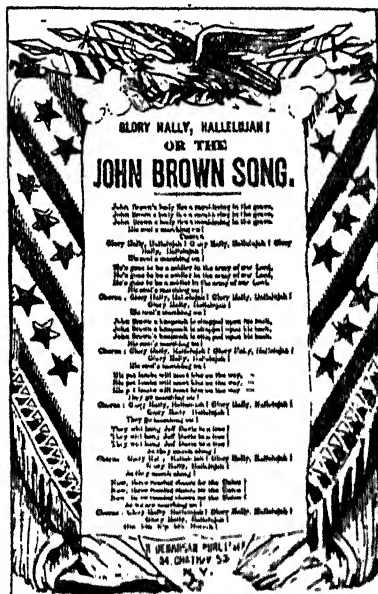 GLORY HALLY, HALLELUJAH!
OR THE
JOHN BROWN SONG.
John Brown's body lies a mouldering in the grave,
John Brown's body lies a mouldering in the grave,
John Brown's body lies a mouldering in the grave,
His soul's marching on!
Chorus
Glory Hally, Hallelujah! Glory Hally, Hallelujah! Glory
Hally, Hallelujah!
His soul's marching on!
He's gone to be a soldier in the army of our Lord,
He's gone to be a soldier in the army of our Lord,
He's gone to be a soldier in the army of our Lord,
His soul's marching on!
Chorus: Glory Hally, Hallelujah! Glory Hally, Hallelujah!
Glory Hally, Hallelujah!
His soul's marching on!
John Brown's knapsack is strapped upon his back,
John Brown's knapsack is strapped upon his back,
John Brown's knapsack is strapped upon his back,
His soul's marching on!
Chorus: Glory Hally, Hallelujah! Glory Hally, Hallelujah!
Glory Hally, Hallelujah!
His soul's marching on!
His pet lambs will meet him on the way,
His pet lambs will meet him on the way,
His pet lambs will meet him on the way
They go marching on!
Chorus: Glory Hally, Hallelujah! Glory Hally, Hallelujah!
Glory Hally, Hallelujah!
They go marching on!
They will hang Jeff Davis to a tree!
They will hang Jeff Davis to a tree!
They will hang Jeff Davis to a tree!
As they march along!
Chorus: Glory Hally, Hallelujah! Glory Hally, Hallelujah!
Glory Hally, Hallelujah!
As they march along!
Now, three rousing cheers for the Union!
Now, three rousing cheers for the Union!
Now, three rousing cheers for the Union!
As we are marching on!
Chorus: Glory Hally, Hallelujah! Glory Hally, Hallelujah!
Glory Hally, Hallelujah!
Hip, Hip, Hip, Hip, Hurrah!
H DE MARSAN PUBLISHER
54, CHATHAM ST
N.Y.